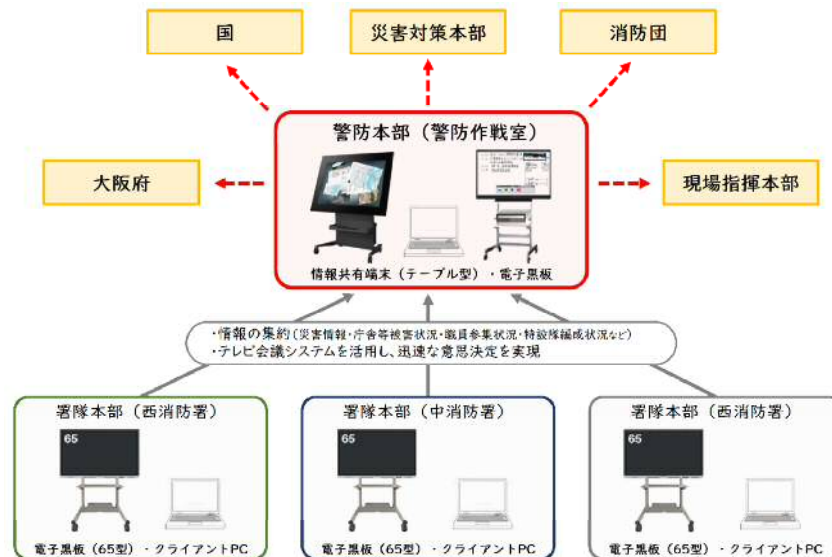 国
災害対策本部
消防団
警防本部（警防作戦室）
大阪府
現場指揮本部
情報共有端末（テーブル型）・電子黒板
・情報の集約（災害情報・庁舎等被害状況・職員参集状況・特設隊編成状況など）
・テレビ会議システムを活用し、迅速な意思決定を実現
署隊本部（西消防署）
署隊本部（中消防署）
署隊本部（西消防署）
65
65
65
電子黒板（65型）・クライアントPC
電子黒板（65型）・クライアントPC
電子黒板（65型）・クライアントPC